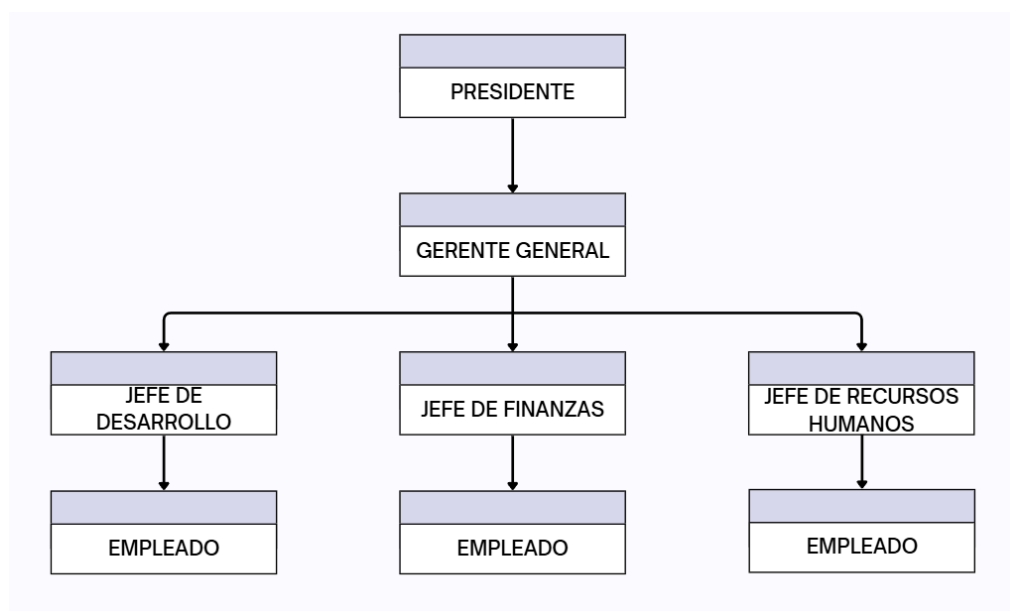 PRESIDENTE
GERENTE GENERAL
JEFE DE
DESARROLLO
JEFE DE FINANZAS
JEFE DE RECURSOS
HUMANOS
EMPLEADO
EMPLEADO
EMPLEADO